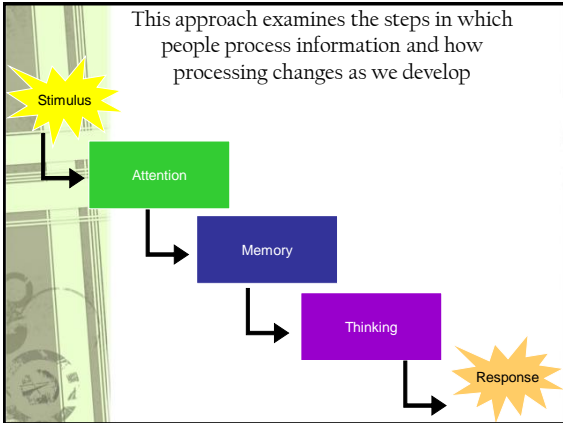 This approach examines the steps in which
people process information and how
processing changes as we develop
Stimulus
Attention
Memory
Thinking
Response